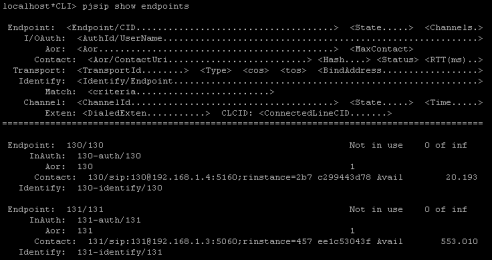 localhost*CLI> pjsip show endpoints
Endpoint: <Endpoint/CID.....................................> <State.....> <Channels.>
I/OAuth: <AuthId/UserName...........................................................>
Aor: <Aor............................................> <MaxContact>
Contact: <Aor/ContactUri..........................> <Hash....> <Status> <RTT(ms)..>
Transport: <TransportId........> <Type> <cos> <tos> <BindAddress..................>
Identify: <Identify/Endpoint.........................................................>
Match: <criteria.........................>
Channel: <ChannelId......................................> <State.....> <Time.....>
Exten: <DialedExten...........> CLCID: <ConnectedLineCID.......>
==========================================================================================
Endpoint: 130/130 Not in use 0 of inf
InAuth: 130-auth/130
Aor: 130 1
Contact: 130/sip:130@192.168.1.4:5160;rinstance=2b7 c299443d78 Avail 20.193
Identify: 130-identify/130
Endpoint: 131/131 Not in use 0 of inf
InAuth: 131-auth/131
Aor: 131 1
Contact: 131/sip:131@192.168.1.3:5060;rinstance=457 ee1c53043f Avail 553.010
Identify: 131-identify/131